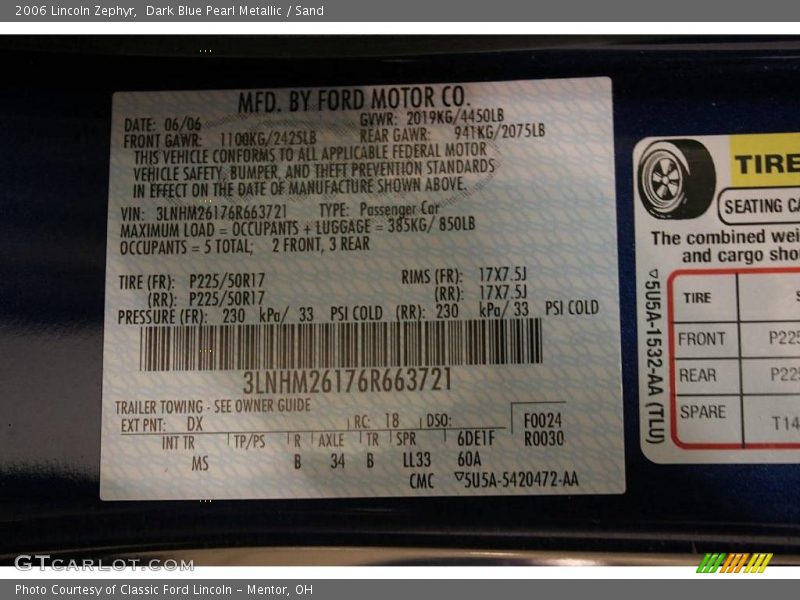 2006 Lincoln Zephyr,  Dark Blue Pearl Metallic / Sand
MFD. BY FORD MOTOR CO.
DATE: 06/06
GVWR: 2019KG/4450LB
FRONT GAWR: 1100KG/2425LB
REAR GAWR: 941KG/2075LB
THIS VEHICLE CONFORMS TO ALL APPLICABLE FEDERAL MOTOR
VEHICLE SAFETY, BUMPER, AND THEFT PREVENTION STANDARDS
IN EFFECT ON THE DATE OF MANUFACTURE SHOWN ABOVE.
VIN: 3LNHM26176R663721 TYPE: Passenger Car
MAXIMUM LOAD = OCCUPANTS + LUGGAGE = 385KG/ 850LB
OCCUPANTS = 5 TOTAL; 2 FRONT, 3 REAR
TIRE (FR): P225/50R17 RIMS (FR): 17X7.5J
(RR): P225/50R17 (RR): 17X7.5J
PRESSURE (FR): 230 kPa/ 33 PSI COLD (RR): 230 kPa/ 33 PSI COLD
3LNHM26176R663721
TRAILER TOWING - SEE OWNER GUIDE
EXT PNT: DX RC: 18 DSO: F0024
INT TR TP/PS R AXLE TR SPR 6DE1F R0030
MS B 34 B LL33 60A
CMC ▽5U5A-5420472-AA
TIRE
SEATING CA
The combined wei
and cargo sho
▽5U5A-1532-AA (TLU)
TIRE S
FRONT P225
REAR P225
SPARE T14
GTCARLOT.COM
Photo Courtesy of Classic Ford Lincoln - Mentor, OH